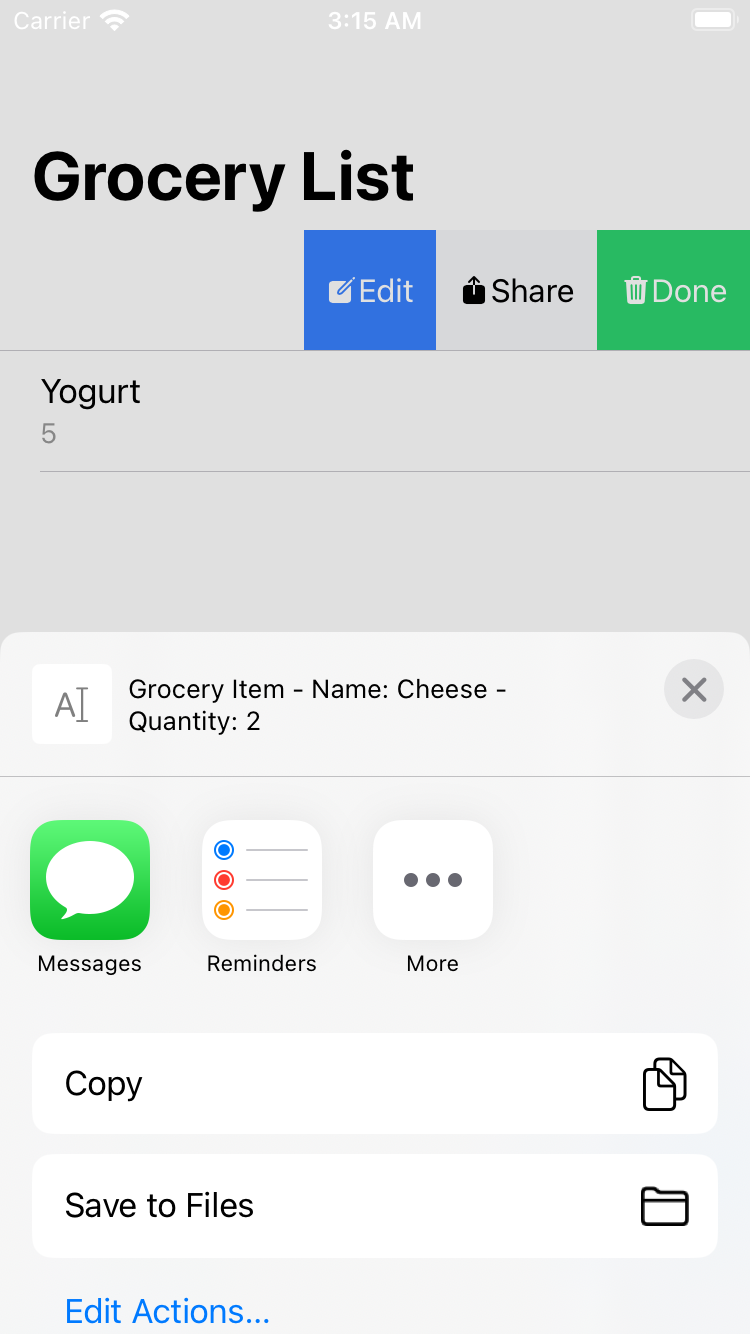 Carrier 3:15 AM
Grocery List
Edit Share Done
Yogurt
5
Grocery Item - Name: Cheese -
Quantity: 2
Messages Reminders More
Copy
Save to Files
Edit Actions...